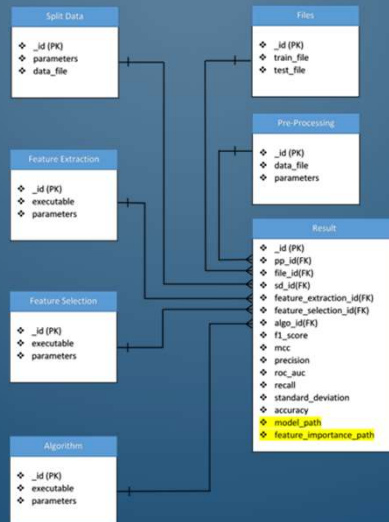 Split Data
❖ _id (PK)
❖ parameters
❖ data_file
Files
❖ _id (PK)
❖ train_file
❖ test_file
Pre-Processing
❖ _id (PK)
❖ data_file
❖ parameters
Feature Extraction
❖ _id (PK)
❖ executable
❖ parameters
Result
❖ _id (PK)
❖ pp_id(FK)
❖ file_id(FK)
❖ sd_id(FK)
❖ feature_extraction_id(FK)
❖ feature_selection_id(FK)
❖ algo_id(FK)
❖ f1_score
❖ mcc
❖ precision
❖ roc_auc
❖ recall
❖ standard_deviation
❖ accuracy
❖ model_path
❖ feature_importance_path
Feature Selection
❖ _id (PK)
❖ executable
❖ parameters
Algorithm
❖ _id (PK)
❖ executable
❖ parameters